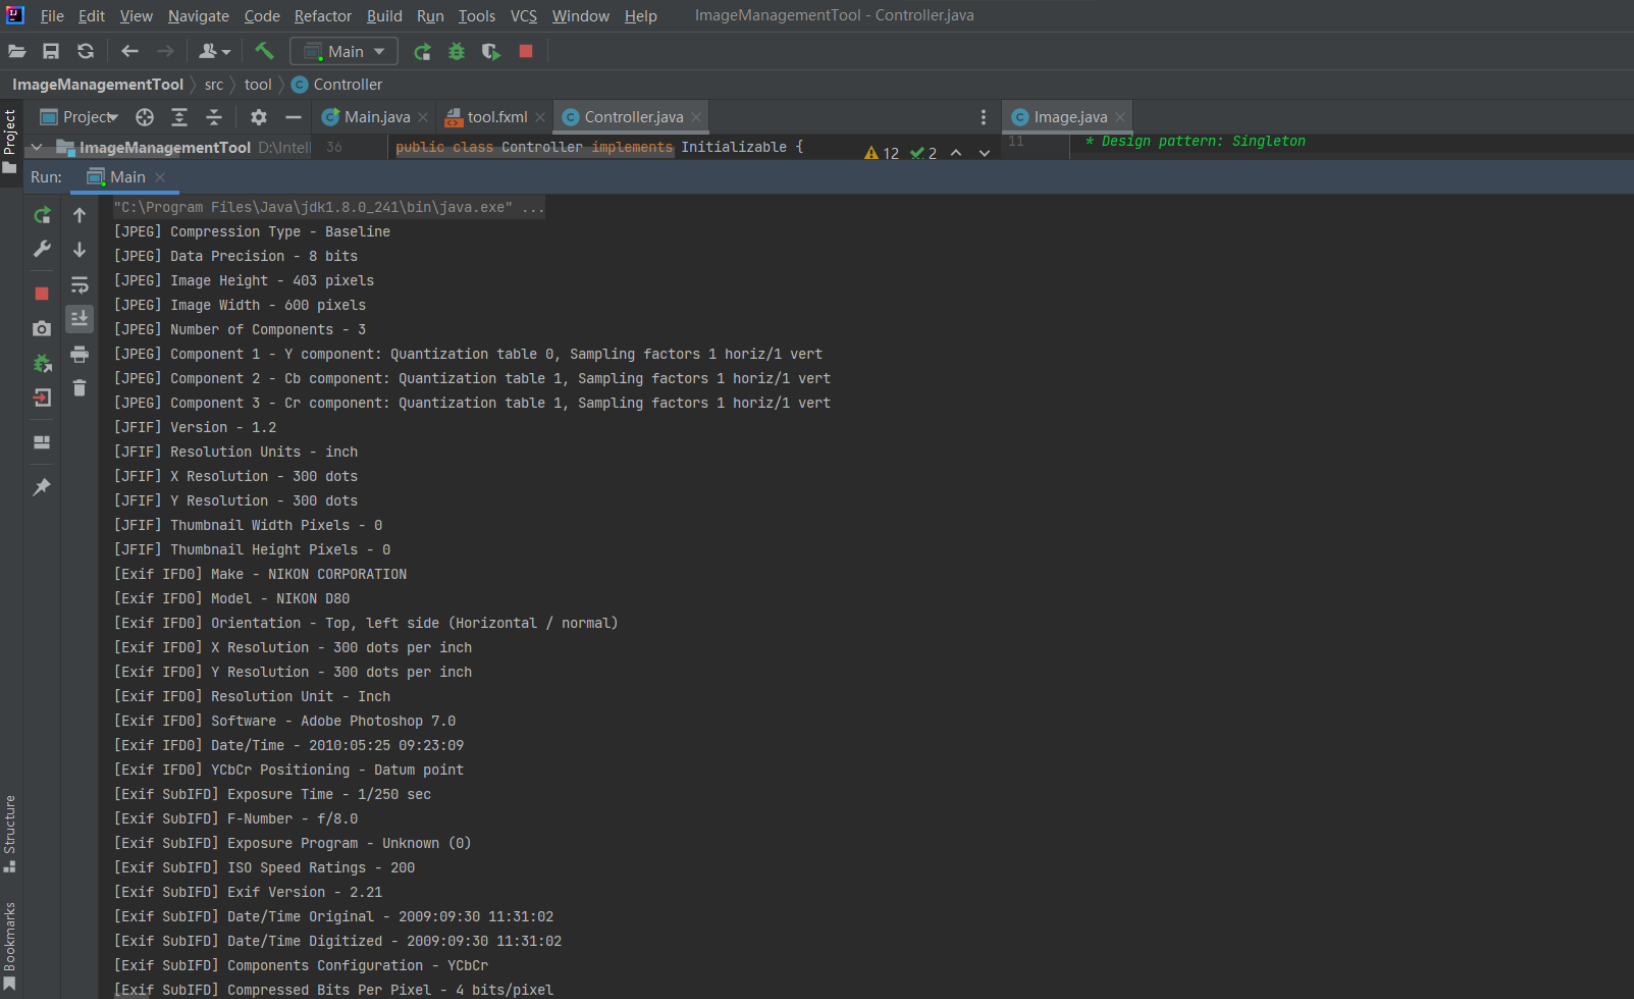 File Edit View Navigate Code Refactor Build Run Tools VCS Window Help ImageManagementTool - Controller.java
Main
ImageManagementTool src tool Controller
Project Main.java tool.fxml Controller.java Image.java
Project
ImageManagementTool D:\Intell 36 public class Controller implements Initializable { 12 2 11 * Design pattern: Singleton
Run: Main
"C:\Program Files\Java\jdk1.8.0_241\bin\java.exe" ...
[JPEG] Compression Type - Baseline
[JPEG] Data Precision - 8 bits
[JPEG] Image Height - 403 pixels
[JPEG] Image Width - 600 pixels
[JPEG] Number of Components - 3
[JPEG] Component 1 - Y component: Quantization table 0, Sampling factors 1 horiz/1 vert
[JPEG] Component 2 - Cb component: Quantization table 1, Sampling factors 1 horiz/1 vert
[JPEG] Component 3 - Cr component: Quantization table 1, Sampling factors 1 horiz/1 vert
[JFIF] Version - 1.2
[JFIF] Resolution Units - inch
[JFIF] X Resolution - 300 dots
[JFIF] Y Resolution - 300 dots
[JFIF] Thumbnail Width Pixels - 0
[JFIF] Thumbnail Height Pixels - 0
[Exif IFD0] Make - NIKON CORPORATION
[Exif IFD0] Model - NIKON D80
[Exif IFD0] Orientation - Top, left side (Horizontal / normal)
[Exif IFD0] X Resolution - 300 dots per inch
[Exif IFD0] Y Resolution - 300 dots per inch
[Exif IFD0] Resolution Unit - Inch
[Exif IFD0] Software - Adobe Photoshop 7.0
[Exif IFD0] Date/Time - 2010:05:25 09:23:09
[Exif IFD0] YCbCr Positioning - Datum point
[Exif SubIFD] Exposure Time - 1/250 sec
[Exif SubIFD] F-Number - f/8.0
[Exif SubIFD] Exposure Program - Unknown (0)
[Exif SubIFD] ISO Speed Ratings - 200
[Exif SubIFD] Exif Version - 2.21
[Exif SubIFD] Date/Time Original - 2009:09:30 11:31:02
[Exif SubIFD] Date/Time Digitized - 2009:09:30 11:31:02
[Exif SubIFD] Components Configuration - YCbCr
[Exif SubIFD] Compressed Bits Per Pixel - 4 bits/pixel
Structure
Bookmarks